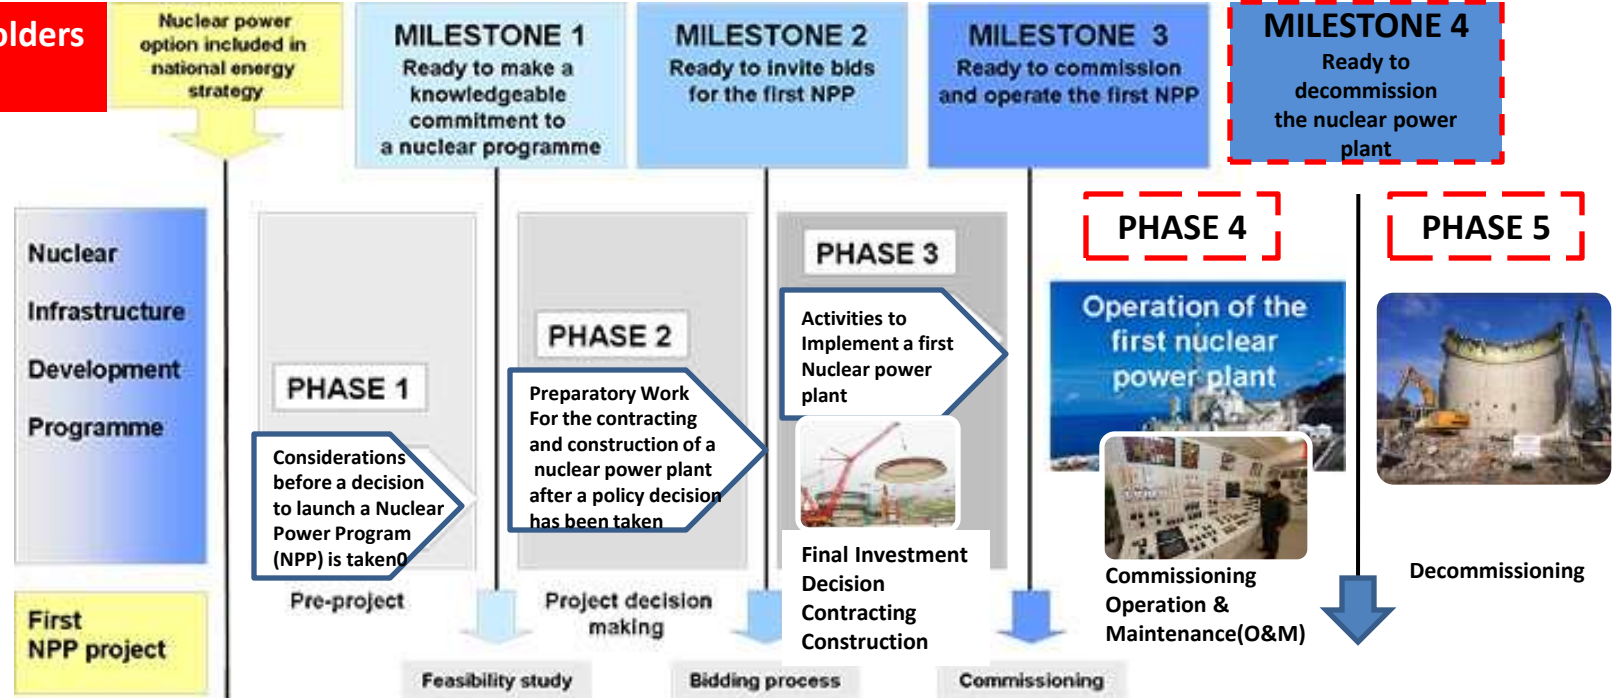 olders
Nuclear power
option included in
national energy
strategy
MILESTONE 1
Ready to make a
knowledgeable
commitment to
a nuclear programme
MILESTONE 2
Ready to invite bids
for the first NPP
MILESTONE 3
Ready to commission
and operate the first NPP
MILESTONE 4
Ready to
decommission
the nuclear power
plant
Nuclear
Infrastructure
Development
Programme
PHASE 1
Considerations
before a decision
to launch a Nuclear
Power Program
(NPP) is taken0
Pre-project
PHASE 2
Preparatory Work
For the contracting
and construction of a
nuclear power plant
after a policy decision
has been taken
Project decision
making
PHASE 3
Activities to
Implement a first
Nuclear power
plant
Final Investment
Decision
Contracting
Construction
PHASE 4
Operation of the
first nuclear
power plant
Commissioning
Operation &
Maintenance(O&M)
PHASE 5
Decommissioning
First
NPP project
Feasibility study
Bidding process
Commissioning